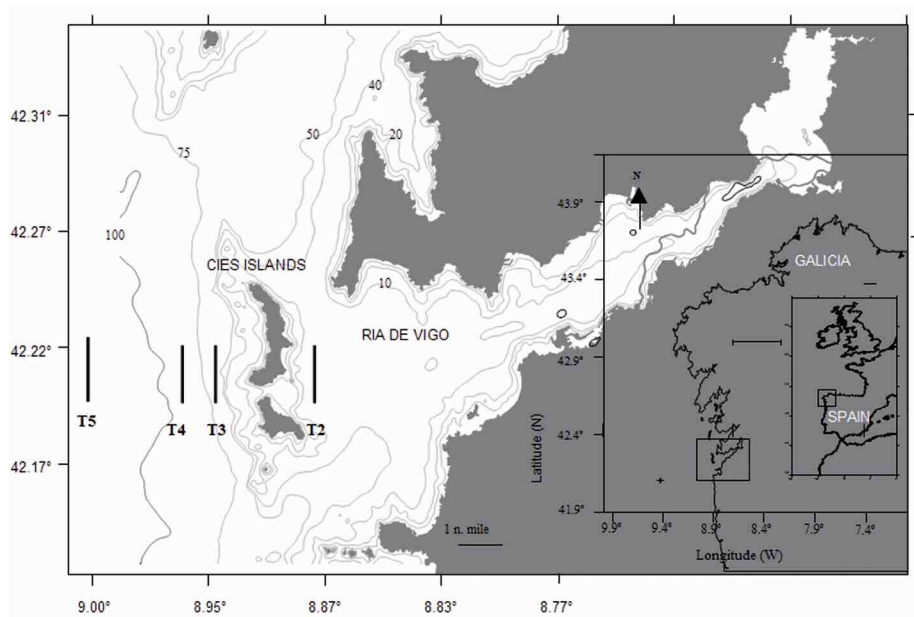 42.31°
42.27°
42.22°
42.17°
9.00°
8.95°
8.87°
8.83°
8.77°
40
50
20
75
100
10
CIES ISLANDS
RIA DE VIGO
T5
T4
T3
T2
1 n. mile
N
43.9°
43.4°
42.9°
42.4°
41.9°
Latitude (N)
9.9°
9.4°
8.9°
8.4°
7.9°
7.4°
Longitude (W)
GALICIA
SPAIN